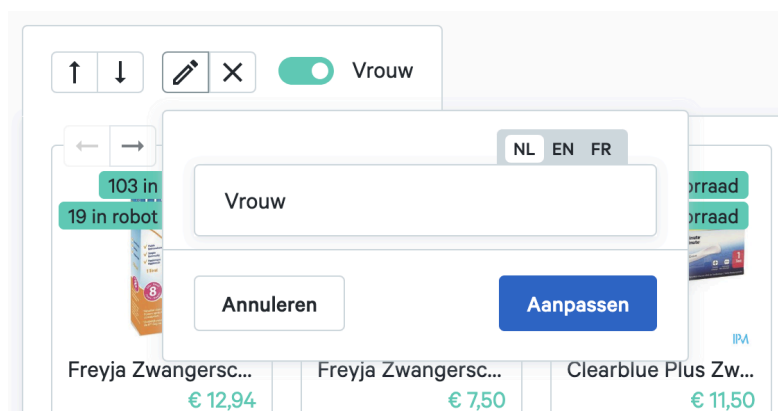 Vrouw
NL EN FR
Vrouw
103 in
19 in robot
orraad
orraad
8
Annuleren
Aanpassen
Freyja Zwangersc...
€ 12,94
Freyja Zwangersc...
€ 7,50
Clearblue Plus Zw...
€ 11,50